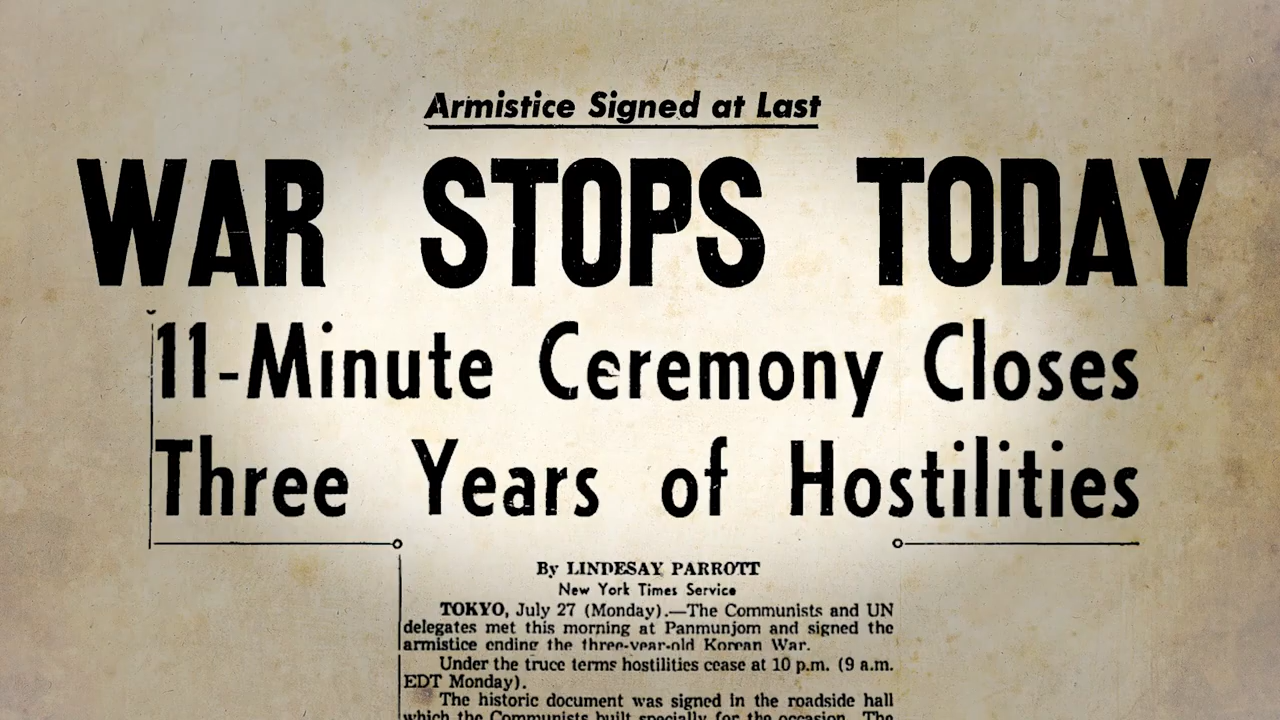 Armistice Signed at Last
WAR STOPS TODAY
11-Minute Ceremony Closes
Three Years of Hostilities
By LINDESAY PARROTT
New York Times Service
TOKYO, July 27 (Monday).—The Communists and UN
delegates met this morning at Panmunjom and signed the
armistice ending the three-year-old Korean War.
Under the truce terms hostilities cease at 10 p.m. (9 a.m.
EDT Monday).
The historic document was signed in the roadside hall
which the Communists built specially for the occasion. The